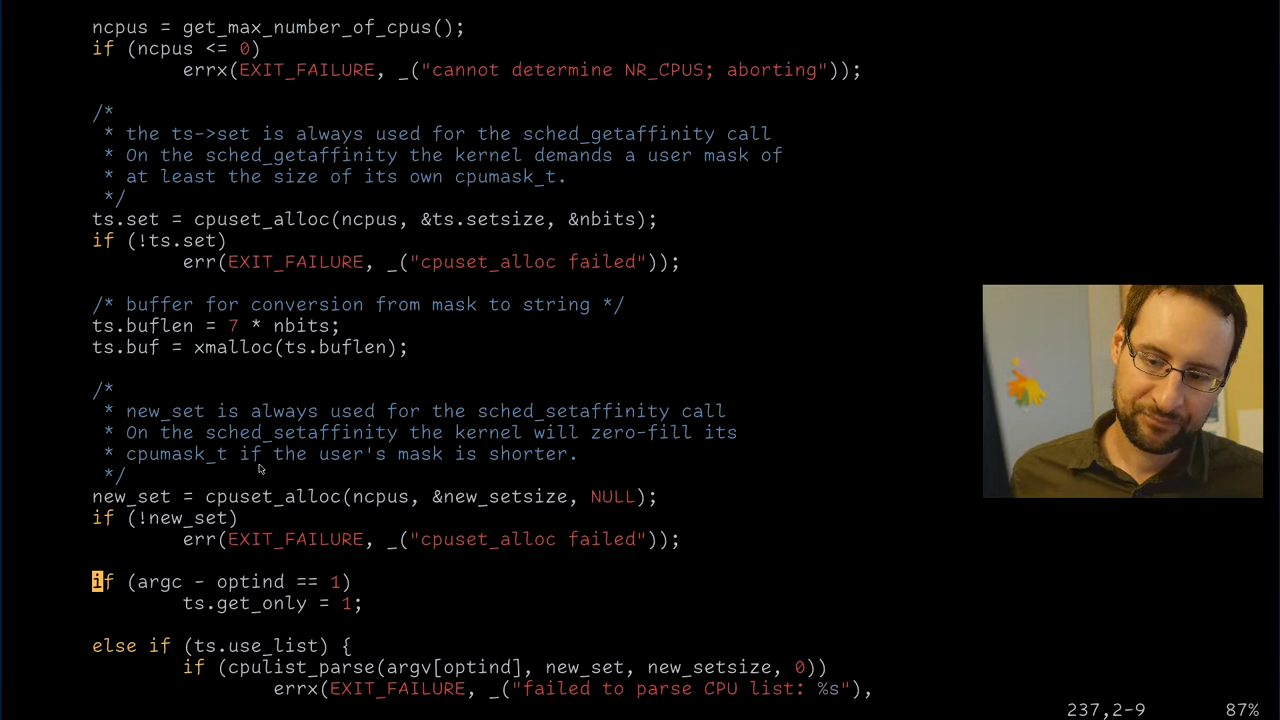 ncpus = get_max_number_of_cpus();
if (ncpus <= 0)
errx(EXIT_FAILURE, _("cannot determine NR_CPUS; aborting"));
/*
* the ts->set is always used for the sched_getaffinity call
* On the sched_getaffinity the kernel demands a user mask of
* at least the size of its own cpumask_t.
*/
ts.set = cpuset_alloc(ncpus, &ts.setsize, &nbits);
if (!ts.set)
err(EXIT_FAILURE, _("cpuset_alloc failed"));
/* buffer for conversion from mask to string */
ts.buflen = 7 * nbits;
ts.buf = xmalloc(ts.buflen);
/*
* new_set is always used for the sched_setaffinity call
* On the sched_setaffinity the kernel will zero-fill its
* cpumask_t if the user's mask is shorter.
*/
new_set = cpuset_alloc(ncpus, &new_setsize, NULL);
if (!new_set)
err(EXIT_FAILURE, _("cpuset_alloc failed"));
if (argc - optind == 1)
ts.get_only = 1;
else if (ts.use_list) {
if (cpulist_parse(argv[optind], new_set, new_setsize, 0))
errx(EXIT_FAILURE, _("failed to parse CPU list: %s"),
237,2-9 87%